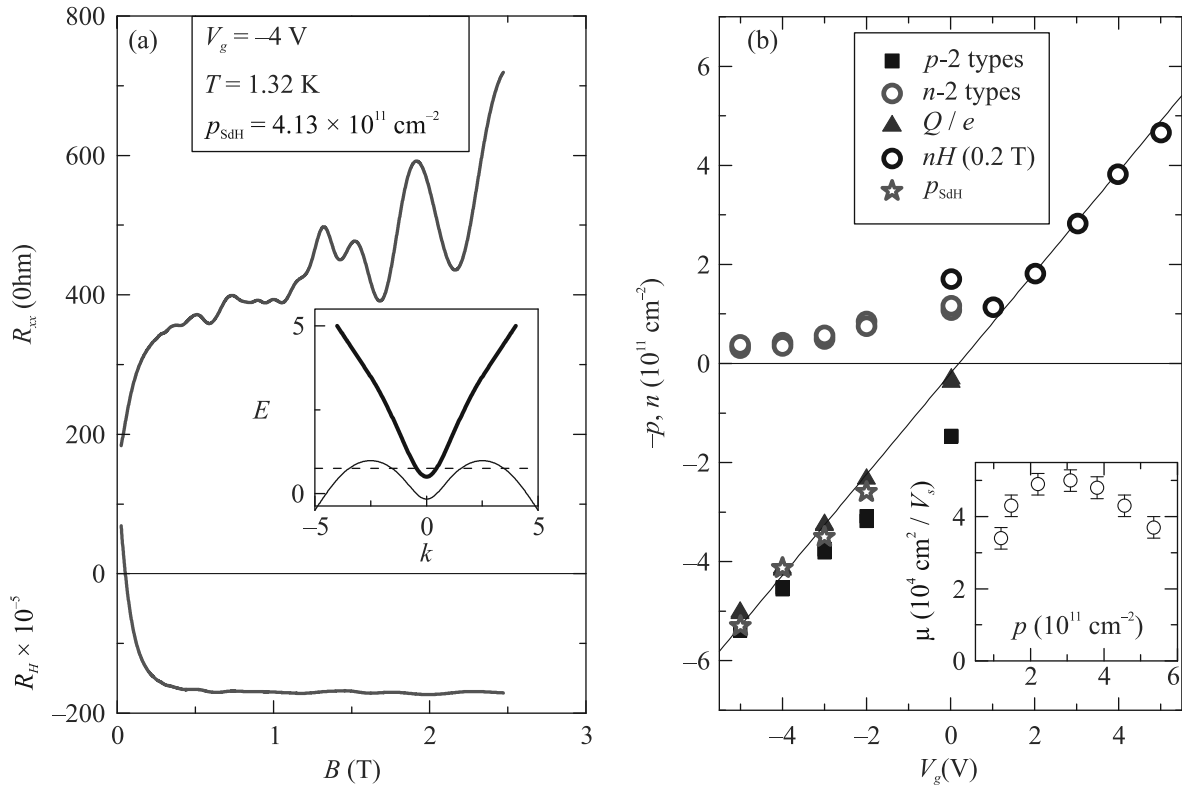 (a)
V_g = –4 V
T = 1.32 K
p_SdH = 4.13 × 10^11 cm^–2
800
600
400
200
0
–200
R_xx (0hm)
R_H × 10^–5
0 1 2 3
B (T)
E
5
0
–5 0 5
k
(b)
p-2 types
n-2 types
Q / e
nH (0.2 T)
p_SdH
6
4
2
0
–2
–4
–6
–p, n (10^11 cm^–2)
–4 –2 0 2 4
V_g(V)
μ (10^4 cm^2 / V_s)
4
2
0
p (10^11 cm^–2)
2 4 6